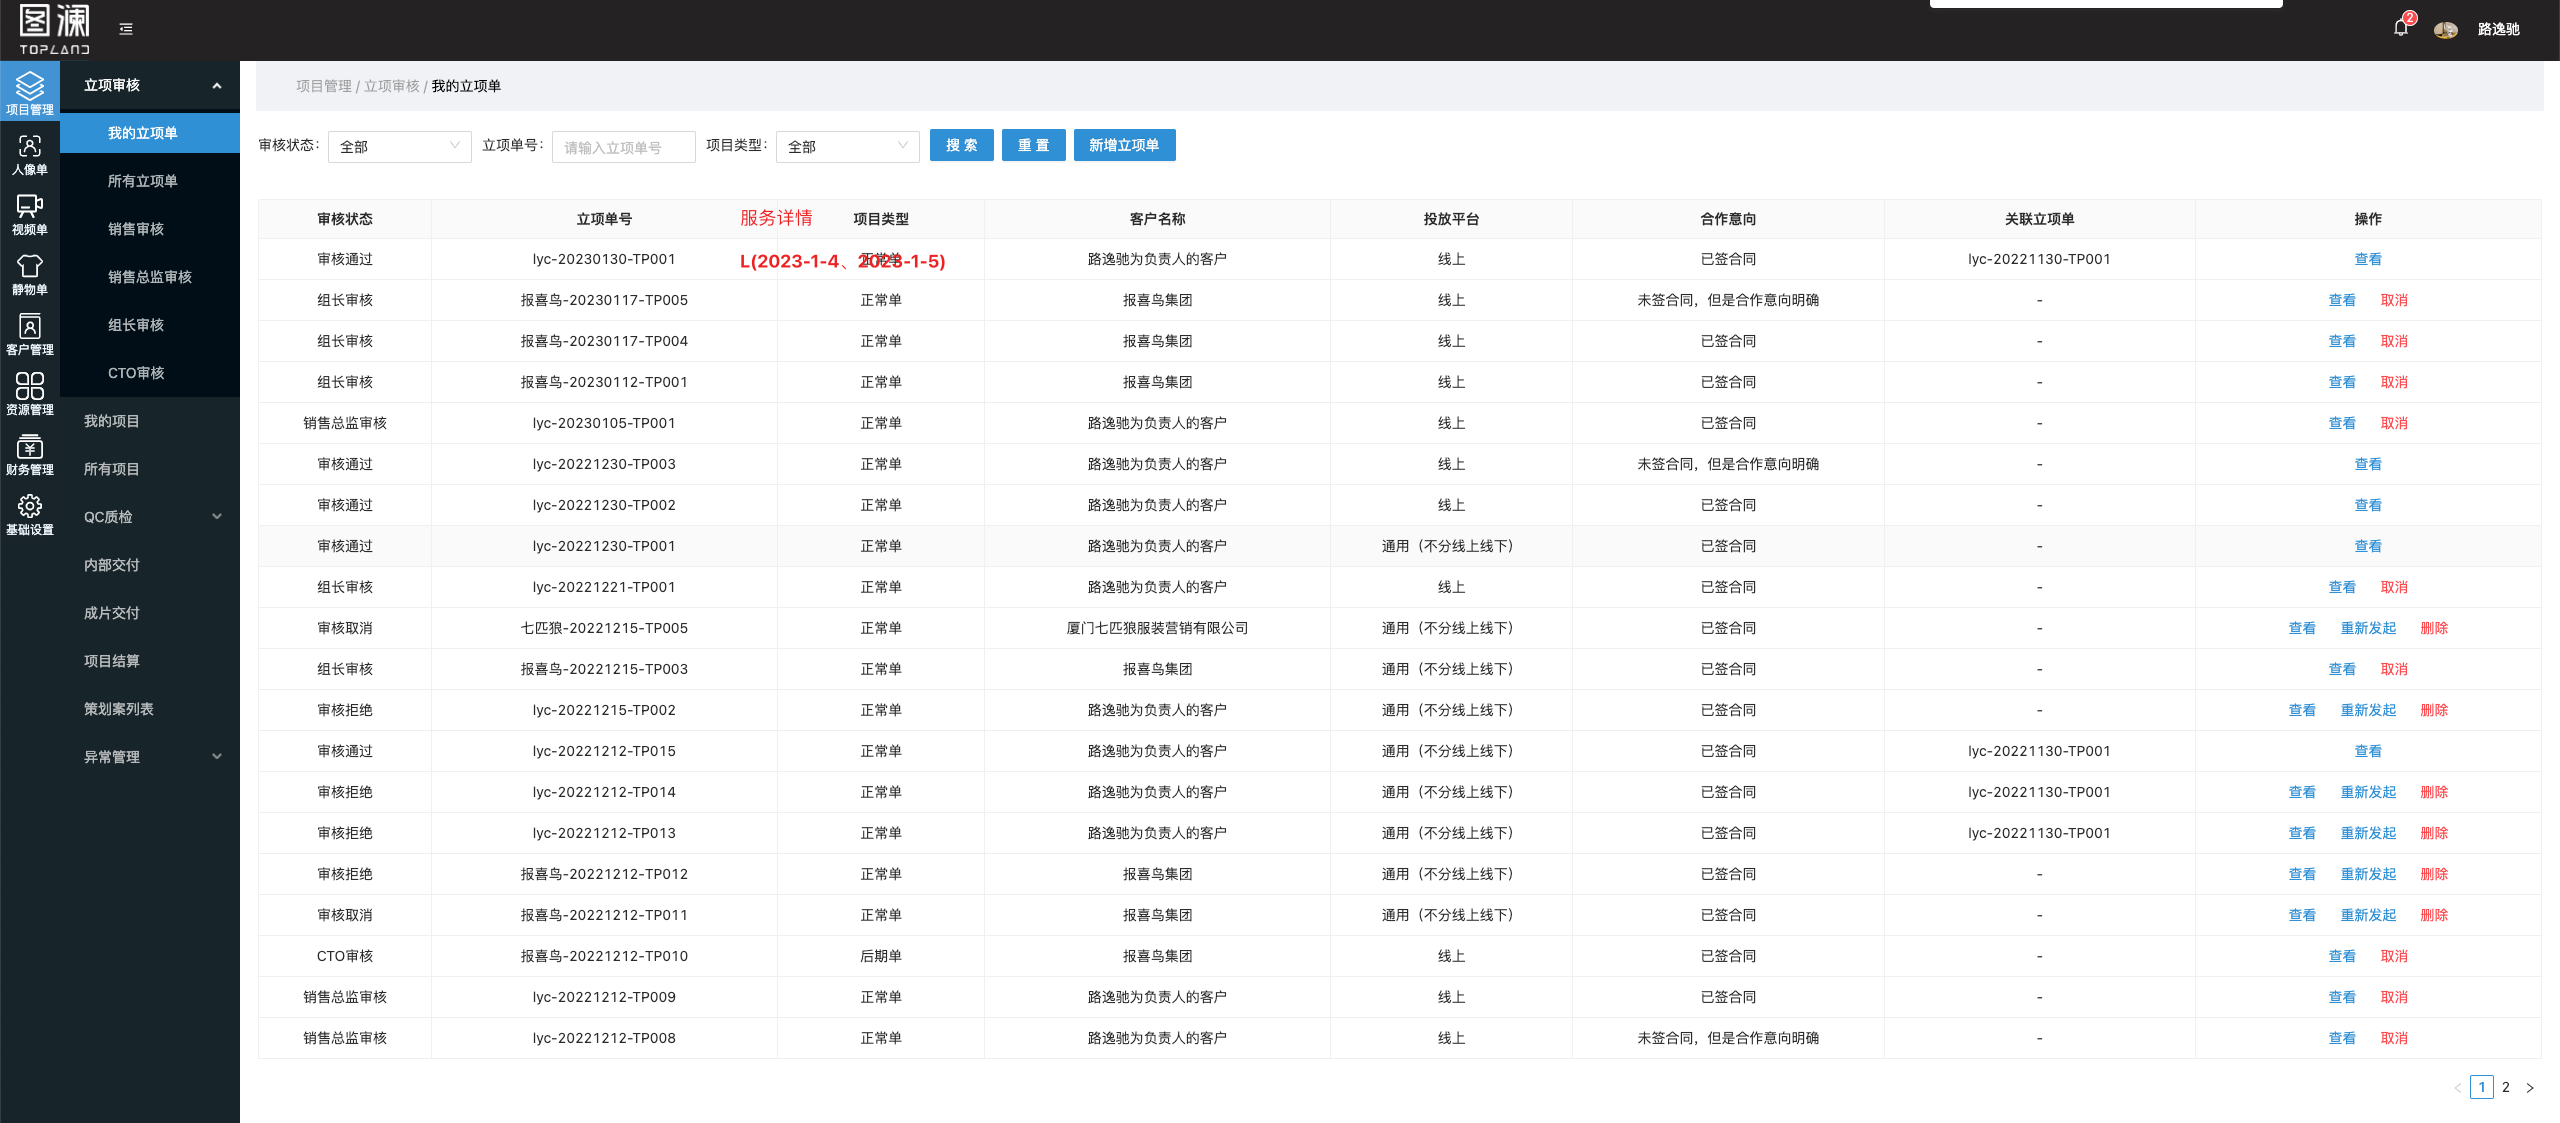 图澜
TOPLAND
2
路逸驰
项目管理
人像单
视频单
静物单
客户管理
资源管理
财务管理
基础设置
立项审核
我的立项单
所有立项单
销售审核
销售总监审核
组长审核
CTO审核
我的项目
所有项目
QC质检
内部交付
成片交付
项目结算
策划案列表
异常管理
项目管理 / 立项审核 / 我的立项单
审核状态： 全部 立项单号： 请输入立项单号 项目类型： 全部 搜 索 重 置 新增立项单
审核状态 立项单号 服务详情 项目类型 客户名称 投放平台 合作意向 关联立项单 操作
审核通过 lyc-20230130-TP001 L(2023-1-4、2023-1-5) 正常单 路逸驰为负责人的客户 线上 已签合同 lyc-20221130-TP001 查看
组长审核 报喜鸟-20230117-TP005 正常单 报喜鸟集团 线上 未签合同，但是合作意向明确 - 查看 取消
组长审核 报喜鸟-20230117-TP004 正常单 报喜鸟集团 线上 已签合同 - 查看 取消
组长审核 报喜鸟-20230112-TP001 正常单 报喜鸟集团 线上 已签合同 - 查看 取消
销售总监审核 lyc-20230105-TP001 正常单 路逸驰为负责人的客户 线上 已签合同 - 查看 取消
审核通过 lyc-20221230-TP003 正常单 路逸驰为负责人的客户 线上 未签合同，但是合作意向明确 - 查看
审核通过 lyc-20221230-TP002 正常单 路逸驰为负责人的客户 线上 已签合同 - 查看
审核通过 lyc-20221230-TP001 正常单 路逸驰为负责人的客户 通用（不分线上线下） 已签合同 - 查看
组长审核 lyc-20221221-TP001 正常单 路逸驰为负责人的客户 线上 已签合同 - 查看 取消
审核取消 七匹狼-20221215-TP005 正常单 厦门七匹狼服装营销有限公司 通用（不分线上线下） 已签合同 - 查看 重新发起 删除
组长审核 报喜鸟-20221215-TP003 正常单 报喜鸟集团 通用（不分线上线下） 已签合同 - 查看 取消
审核拒绝 lyc-20221215-TP002 正常单 路逸驰为负责人的客户 通用（不分线上线下） 已签合同 - 查看 重新发起 删除
审核通过 lyc-20221212-TP015 正常单 路逸驰为负责人的客户 通用（不分线上线下） 已签合同 lyc-20221130-TP001 查看
审核拒绝 lyc-20221212-TP014 正常单 路逸驰为负责人的客户 通用（不分线上线下） 已签合同 lyc-20221130-TP001 查看 重新发起 删除
审核拒绝 lyc-20221212-TP013 正常单 路逸驰为负责人的客户 通用（不分线上线下） 已签合同 lyc-20221130-TP001 查看 重新发起 删除
审核拒绝 报喜鸟-20221212-TP012 正常单 报喜鸟集团 通用（不分线上线下） 已签合同 - 查看 重新发起 删除
审核取消 报喜鸟-20221212-TP011 正常单 报喜鸟集团 通用（不分线上线下） 已签合同 - 查看 重新发起 删除
CTO审核 报喜鸟-20221212-TP010 后期单 报喜鸟集团 线上 已签合同 - 查看 取消
销售总监审核 lyc-20221212-TP009 正常单 路逸驰为负责人的客户 线上 已签合同 - 查看 取消
销售总监审核 lyc-20221212-TP008 正常单 路逸驰为负责人的客户 线上 未签合同，但是合作意向明确 - 查看 取消
< 1 2 >